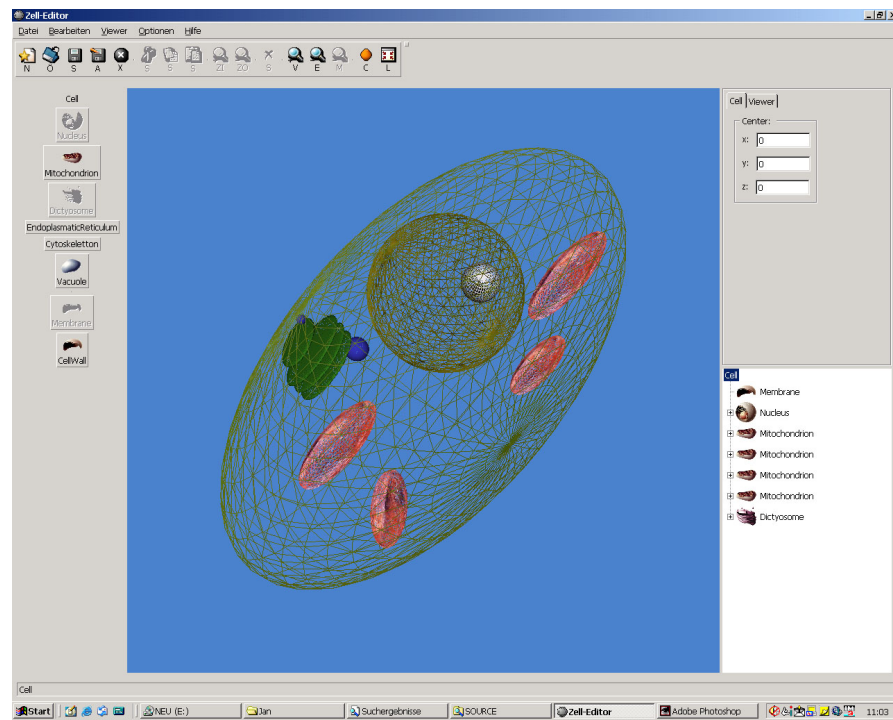 Zell-Editor
Datei Bearbeiten Viewer Optionen Hilfe
N O S A X S S S ZI ZO S V E M C L
Cell
Nucleus
Mitochondrion
Dictyosome
EndoplasmaticReticulum
Cytoskeletton
Vacuole
Membrane
CellWall
Cell Viewer
Center:
x: 0
y: 0
z: 0
Cell
Membrane
Nucleus
Mitochondrion
Mitochondrion
Mitochondrion
Mitochondrion
Dictyosome
Cell
Start NEU (E:) Jan Suchergebnisse SOURCE Zell-Editor Adobe Photoshop 11:03